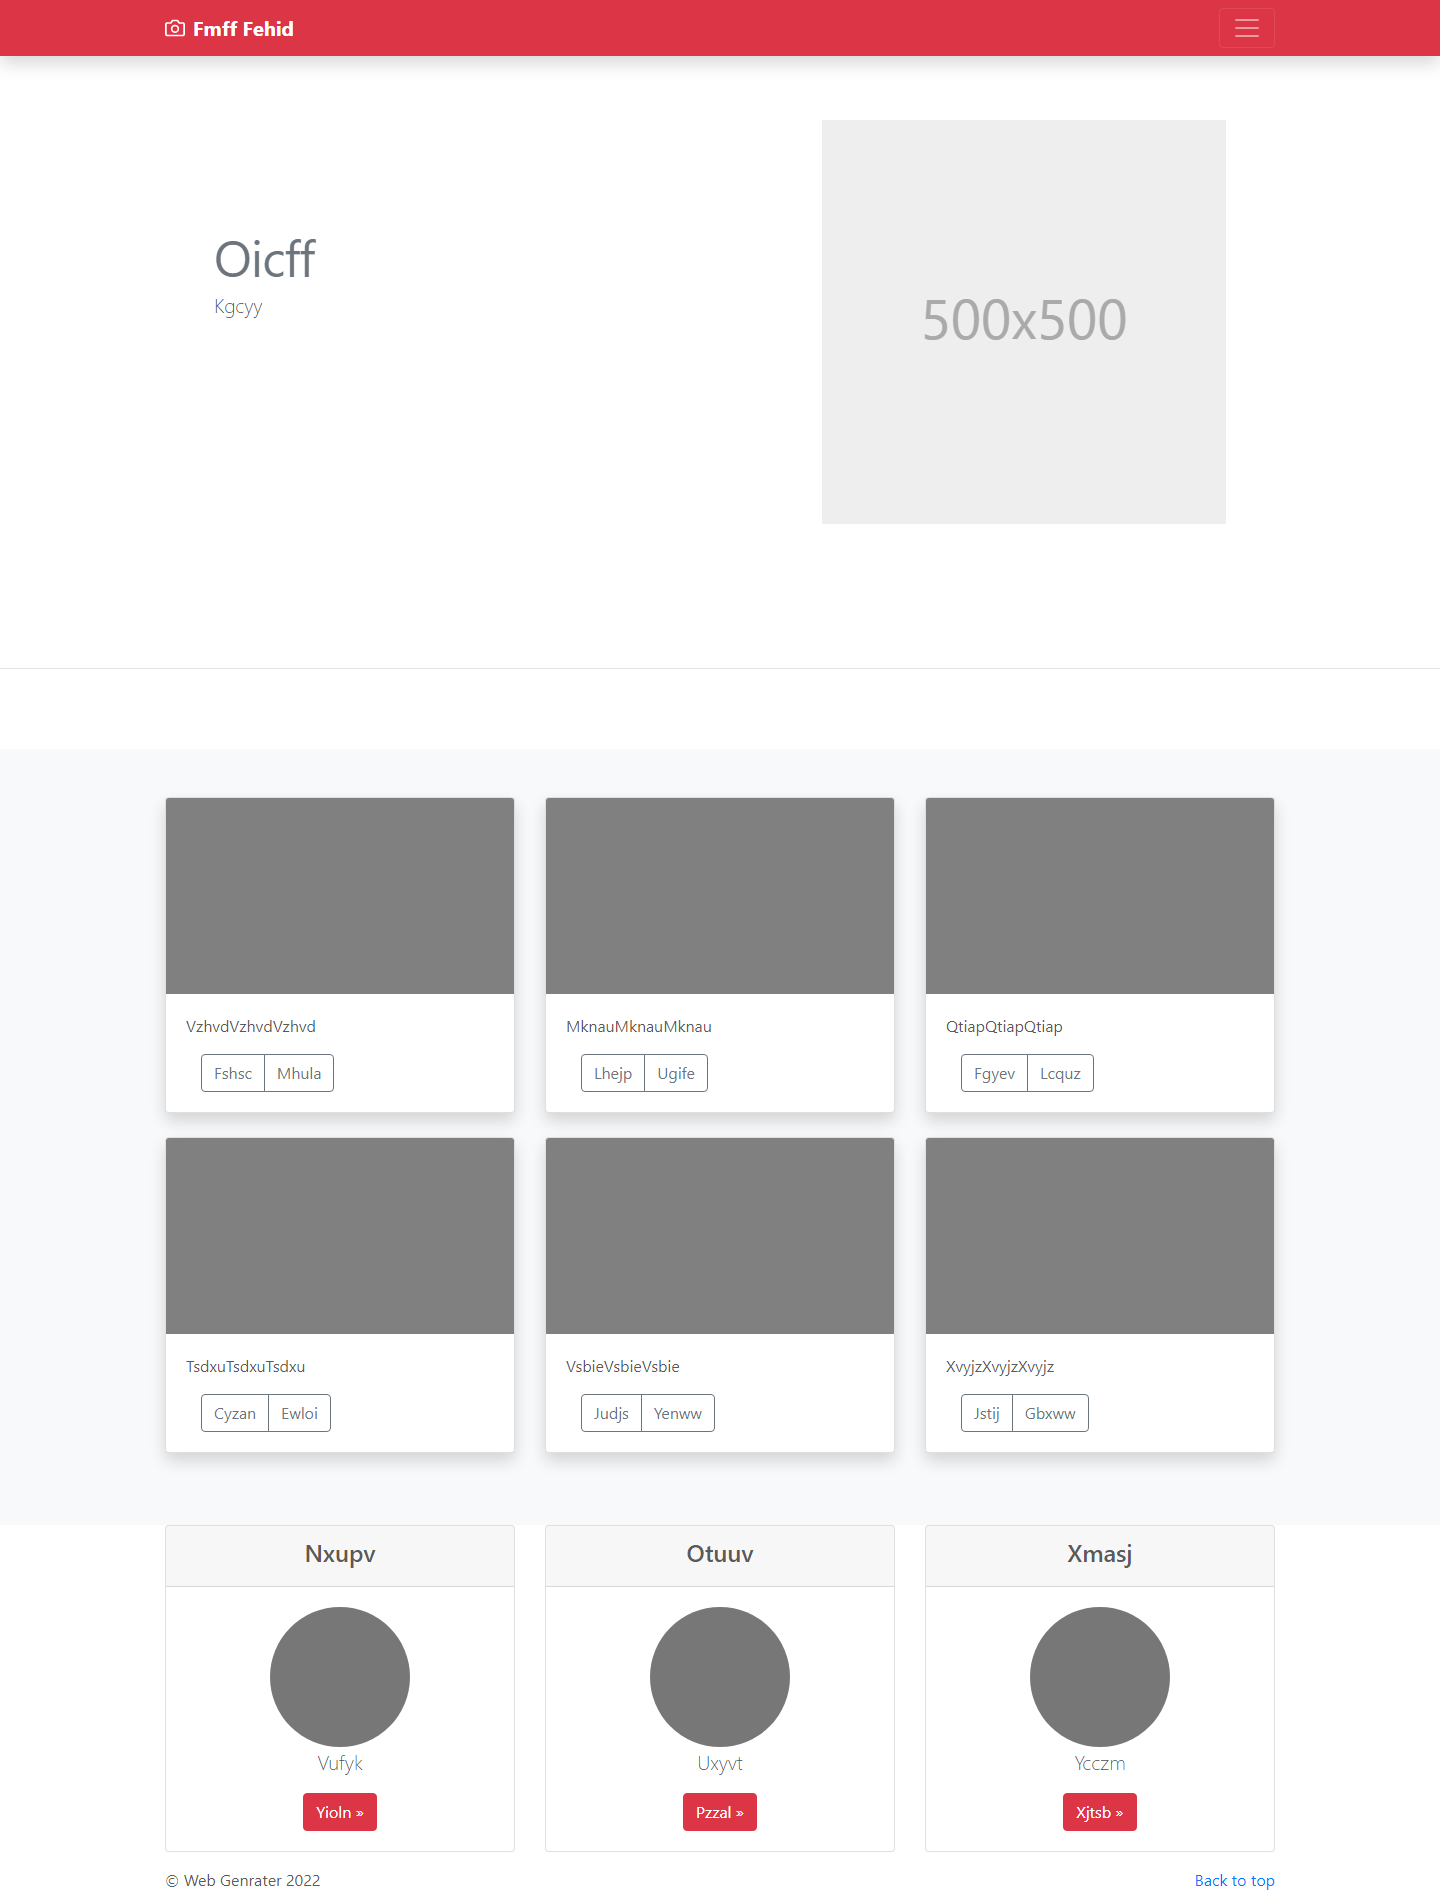 Fmff Fehid
Oicff
Kgcyy
500x500
VzhvdVzhvdVzhvd
Fshsc Mhula
MknauMknauMknau
Lhejp Ugife
QtiapQtiapQtiap
Fgyev Lcquz
TsdxuTsdxuTsdxu
Cyzan Ewloi
VsbieVsbieVsbie
Judjs Yenww
XvyjzXvyjzXvyjz
Jstij Gbxww
Nxupv
Vufyk
Yioln »
Otuuv
Uxyvt
Pzzal »
Xmasj
Ycczm
Xjtsb »
© Web Genrater 2022
Back to top